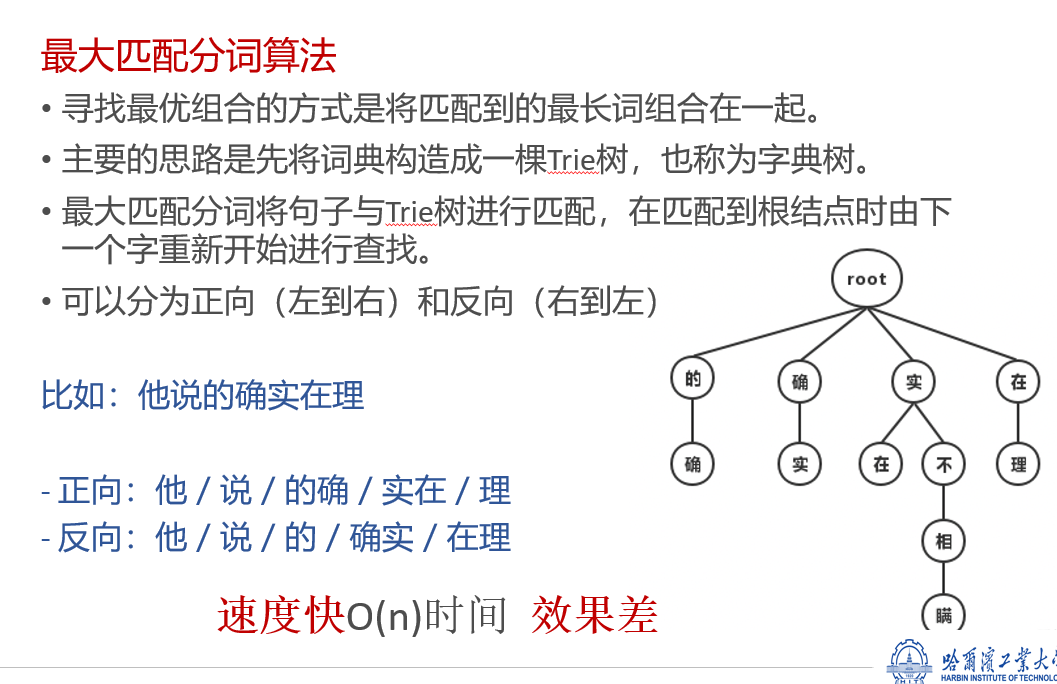 最大匹配分词算法
• 寻找最优组合的方式是将匹配到的最长词组合在一起。
• 主要的思路是先将词典构造成一棵Trie树，也称为字典树。
• 最大匹配分词将句子与Trie树进行匹配，在匹配到根结点时由下
一个字重新开始进行查找。
• 可以分为正向（左到右）和反向（右到左）
root
的
确
实
在
比如：他说的确实在理
确
实
在
不
理
- 正向：他 / 说 / 的确 / 实在 / 理
- 反向：他 / 说 / 的 / 确实 / 在理
相
瞒
速度快O(n)时间 效果差
哈爾濱工業大
HARBIN INSTITUTE OF TECHNOLO